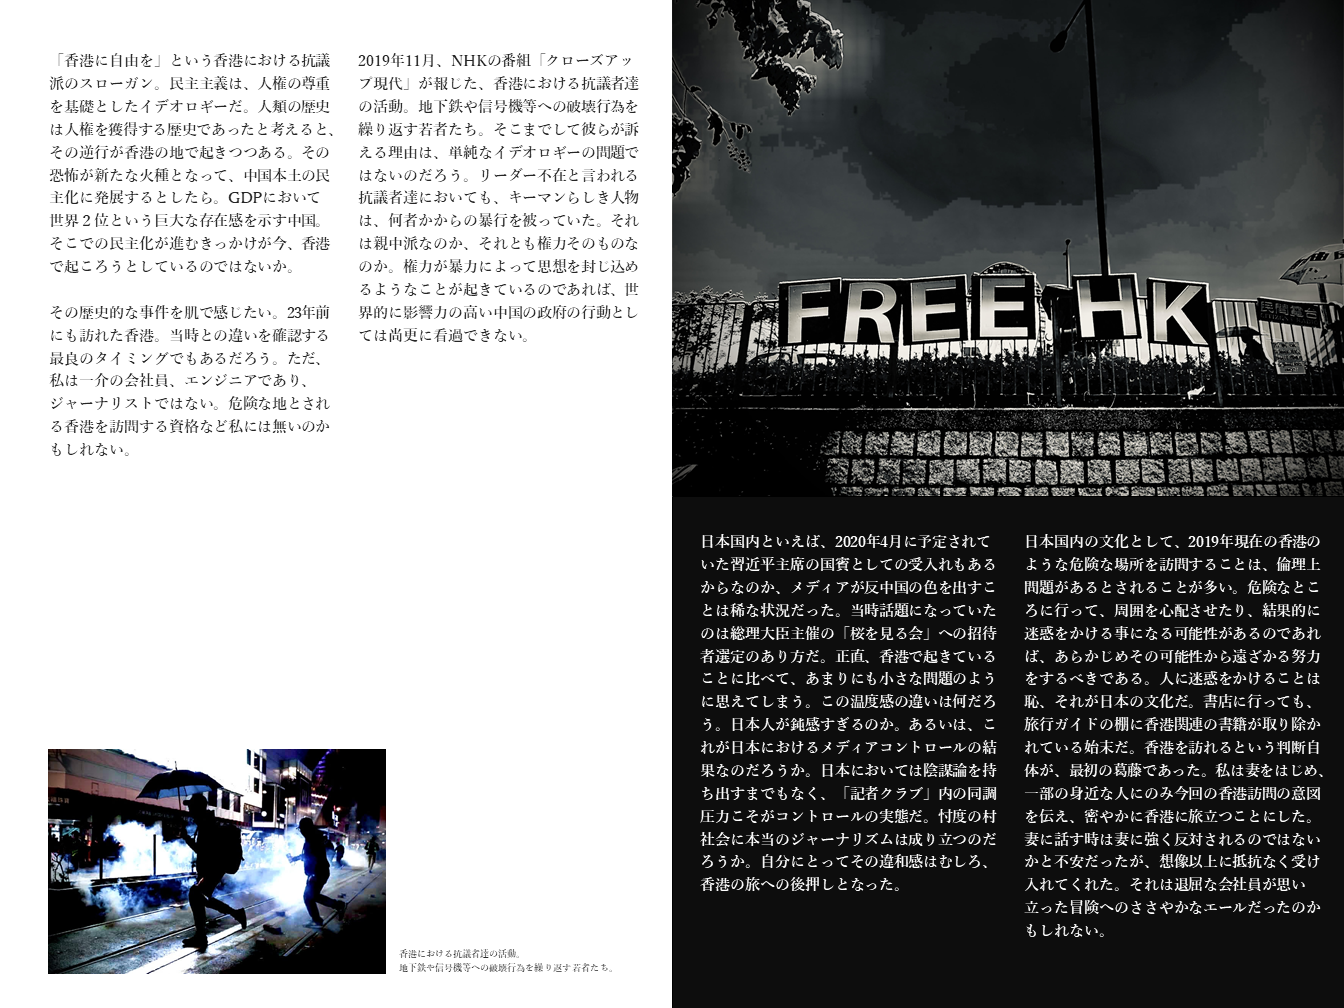 「香港に自由を」という香港における抗議
派のスローガン。民主主義は、人権の尊重
を基礎としたイデオロギーだ。人類の歴史
は人権を獲得する歴史であったと考えると、
その逆行が香港の地で起きつつある。その
恐怖が新たな火種となって、中国本土の民
主化に発展するとしたら。GDPにおいて
世界２位という巨大な存在感を示す中国。
そこでの民主化が進むきっかけが今、香港
で起ころうとしているのではないか。
その歴史的な事件を肌で感じたい。23年前
にも訪れた香港。当時との違いを確認する
最良のタイミングでもあるだろう。ただ、
私は一介の会社員、エンジニアであり、
ジャーナリストではない。危険な地とされ
る香港を訪問する資格など私には無いのか
もしれない。
2019年11月、NHKの番組「クローズアッ
プ現代」が報じた、香港における抗議者達
の活動。地下鉄や信号機等への破壊行為を
繰り返す若者たち。そこまでして彼らが訴
える理由は、単純なイデオロギーの問題で
はないのだろう。リーダー不在と言われる
抗議者達においても、キーマンらしき人物
は、何者かからの暴行を被っていた。それ
は親中派なのか、それとも権力そのものな
のか。権力が暴力によって思想を封じ込め
るようなことが起きているのであれば、世
界的に影響力の高い中国の政府の行動とし
ては尚更に看過できない。
香港における抗議者達の活動。
地下鉄や信号機等への破壊行為を繰り返す若者たち。
FREE HK
日本国内といえば、2020年4月に予定されて
いた習近平主席の国賓としての受入れもある
からなのか、メディアが反中国の色を出すこ
とは稀な状況だった。当時話題になっていた
のは総理大臣主催の「桜を見る会」への招待
者選定のあり方だ。正直、香港で起きている
ことに比べて、あまりにも小さな問題のよう
に思えてしまう。この温度感の違いは何だろ
う。日本人が鈍感すぎるのか。あるいは、こ
れが日本におけるメディアコントロールの結
果なのだろうか。日本においては陰謀論を持
ち出すまでもなく、「記者クラブ」内の同調
圧力こそがコントロールの実態だ。忖度の村
社会に本当のジャーナリズムは成り立つのだ
ろうか。自分にとってその違和感はむしろ、
香港の旅への後押しとなった。
日本国内の文化として、2019年現在の香港の
ような危険な場所を訪問することは、倫理上
問題があるとされることが多い。危険なとこ
ろに行って、周囲を心配させたり、結果的に
迷惑をかける事になる可能性があるのであれ
ば、あらかじめその可能性から遠ざかる努力
をするべきである。人に迷惑をかけることは
恥、それが日本の文化だ。書店に行っても、
旅行ガイドの棚に香港関連の書籍が取り除か
れている始末だ。香港を訪れるという判断自
体が、最初の葛藤であった。私は妻をはじめ、
一部の身近な人にのみ今回の香港訪問の意図
を伝え、密やかに香港に旅立つことにした。
妻に話す時は妻に強く反対されるのではない
かと不安だったが、想像以上に抵抗なく受け
入れてくれた。それは退屈な会社員が思い
立った冒険へのささやかなエールだったのか
もしれない。